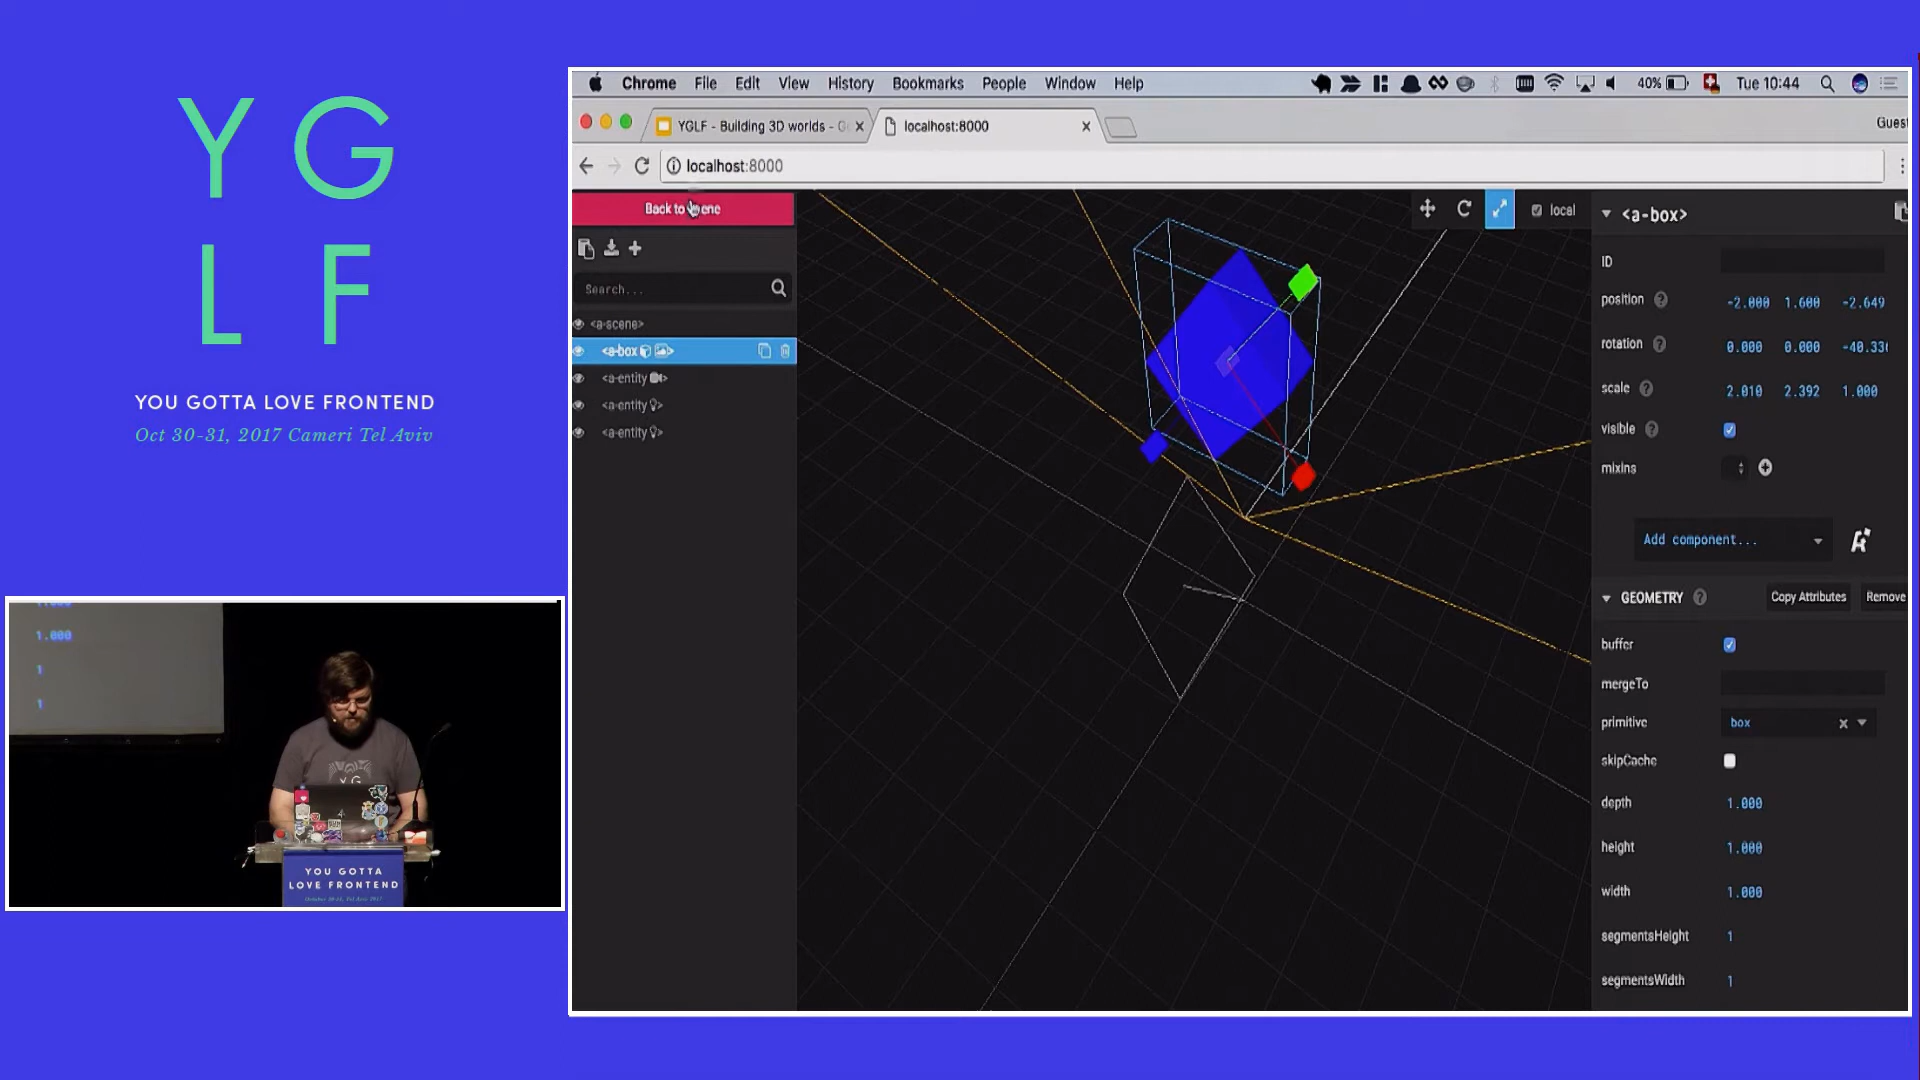 Y G
L F
YOU GOTTA LOVE FRONTEND
Oct 30-31, 2017 Cameri Tel Aviv
1.000
1
1
Y G
YOU GOTTA
LOVE FRONTEND
Chrome File Edit View History Bookmarks People Window Help 40% Tue 10:44
YGLF - Building 3D worlds - G
localhost:8000
Guest
localhost:8000
Back to
Search...
<a-scene>
<a-box >
<a-entity >
<a-entity >
<a-entity >
local
<a-box>
ID
position -2.000 1.600 -2.649
rotation 0.000 0.000 -40.33
scale 2.010 2.392 1.000
visible
mixins
Add component...
GEOMETRY Copy Attributes Remove
buffer
mergeTo
primitive box
skipCache
depth 1.000
height 1.000
width 1.000
segmentsHeight 1
segmentsWidth 1